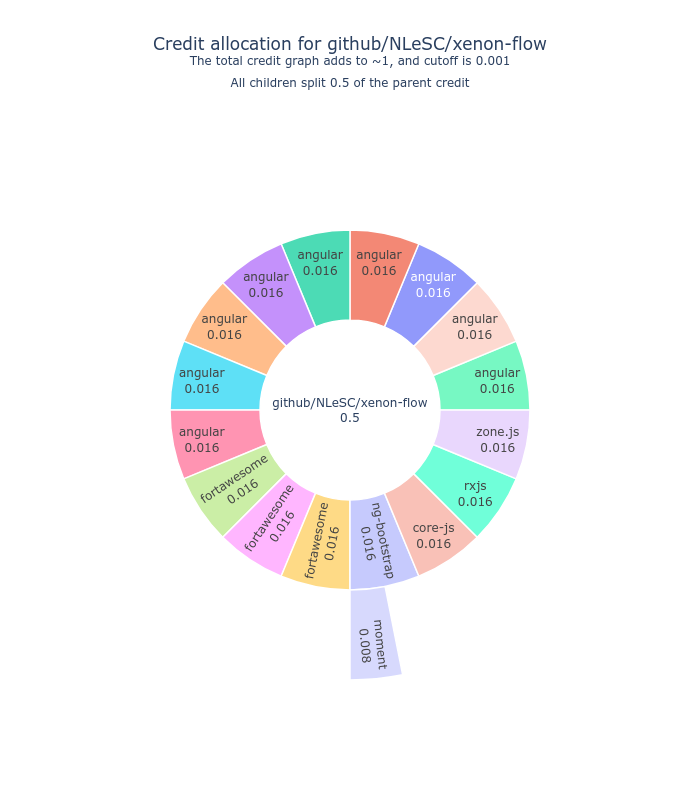 Credit allocation for github/NLeSC/xenon-flow
The total credit graph adds to ~1, and cutoff is 0.001
All children split 0.5 of the parent credit
angular
0.016
angular
0.016
angular
0.016
angular
0.016
angular
0.016
angular
0.016
angular
0.016
angular
0.016
angular
0.016
github/NLeSC/xenon-flow
0.5
zone.js
0.016
fortawesome
0.016
rxjs
0.016
fortawesome
0.016
core-js
0.016
fortawesome
0.016
ng-bootstrap
0.016
moment
0.008